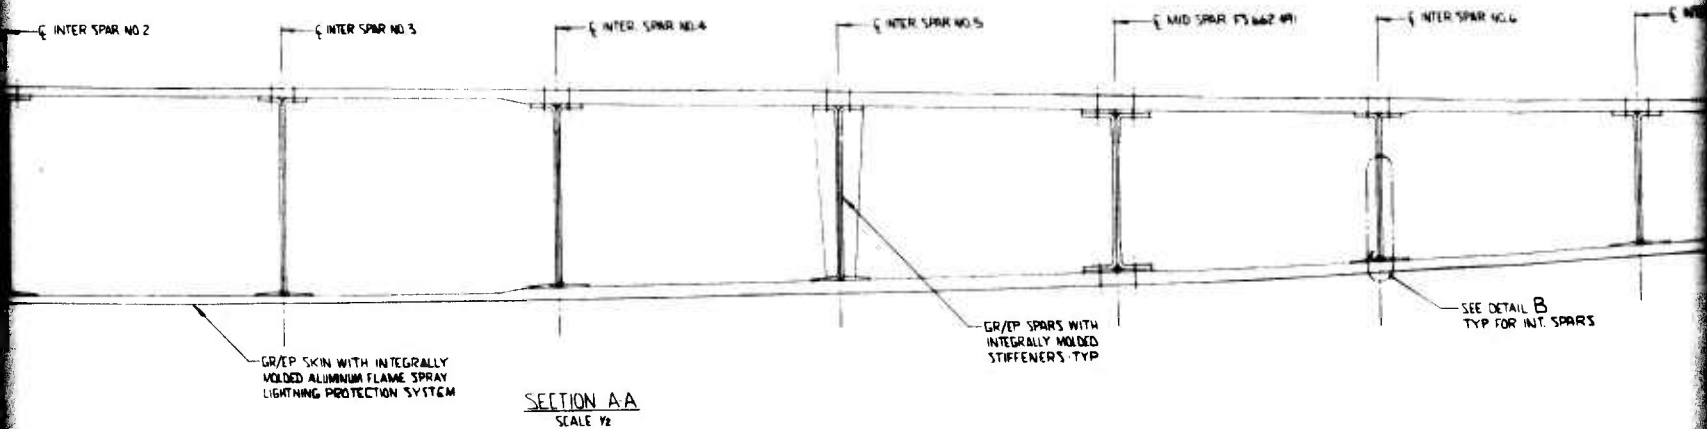 ℄ INTER SPAR NO 2
℄ INTER SPAR NO 3
℄ INTER. SPAR NO.4
℄ INTER SPAR NO.5
℄ MID SPAR FS 662
℄ INTER SPAR NO.6
℄
GR/EP SKIN WITH INTEGRALLY
MOLDED ALUMINUM FLAME SPRAY
LIGHTNING PROTECTION SYSTEM
SECTION A-A
SCALE 1/2
GR/EP SPARS WITH
INTEGRALLY MOLDED
STIFFENERS TYP
SEE DETAIL B
TYP FOR INT. SPARS